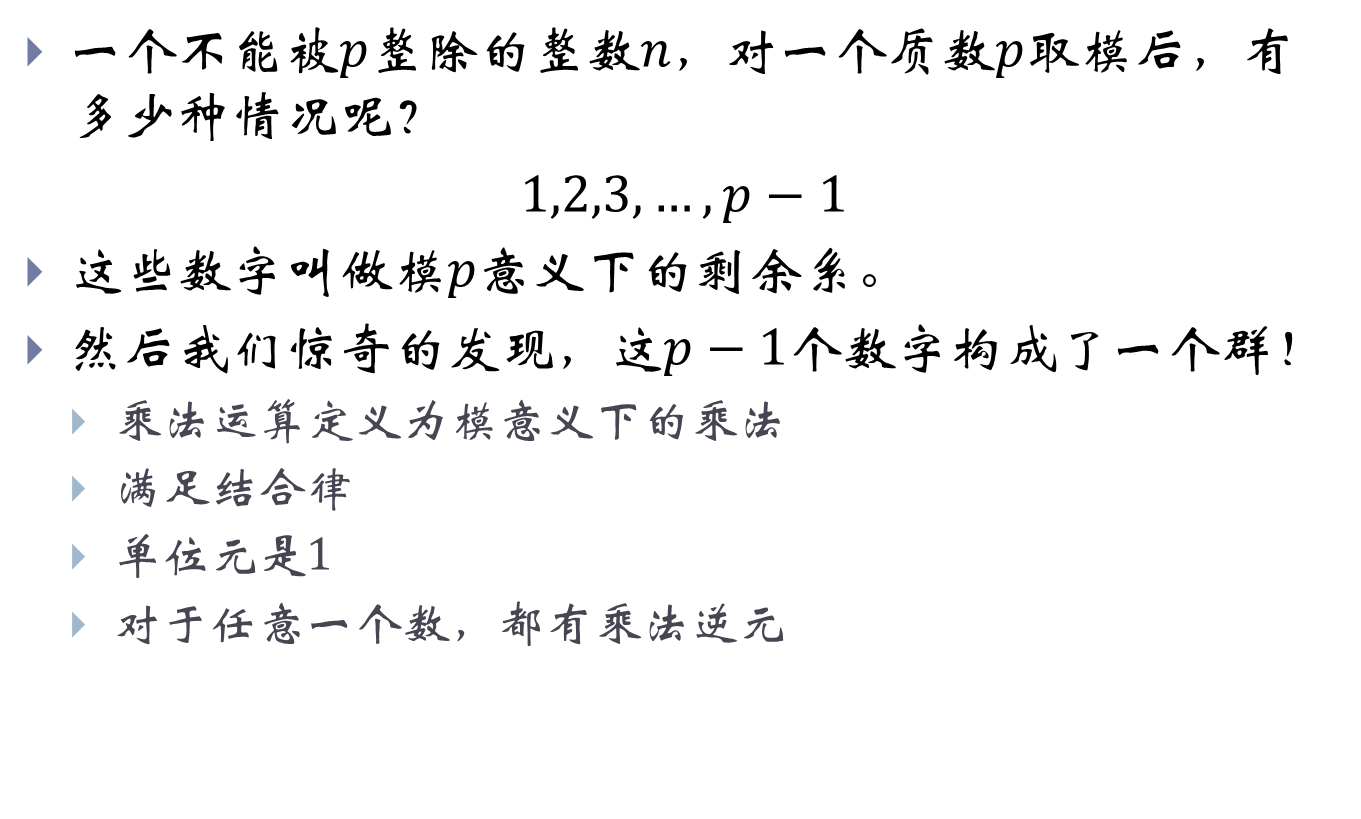 一个不能被p整除的整数n，对一个质数p取模后，有
多少种情况呢？
1,2,3, … , p − 1
这些数字叫做模p意义下的剩余系。
然后我们惊奇的发现，这p − 1个数字构成了一个群！
乘法运算定义为模意义下的乘法
满足结合律
单位元是1
对于任意一个数，都有乘法逆元